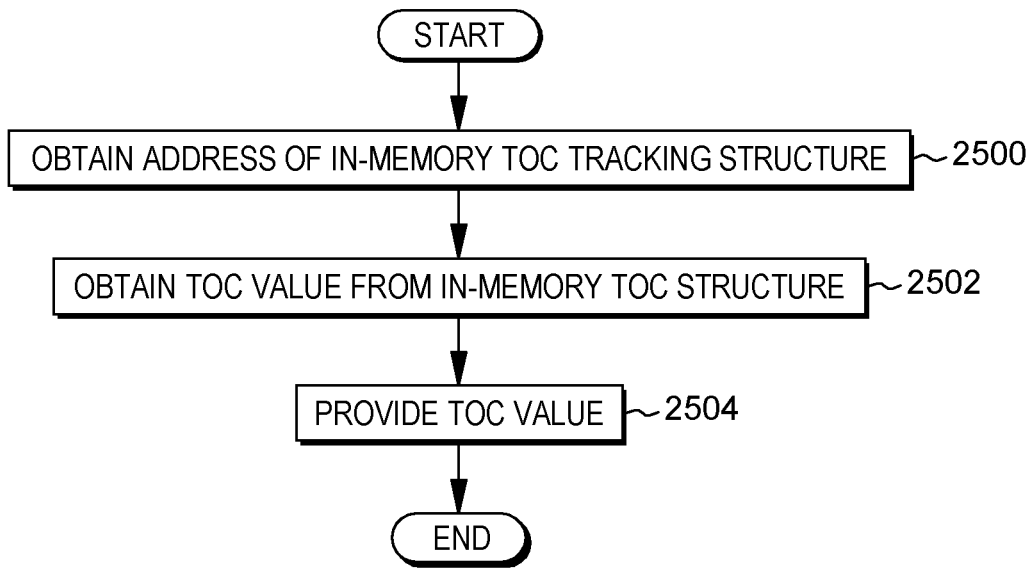 START
OBTAIN ADDRESS OF IN-MEMORY TOC TRACKING STRUCTURE 2500
OBTAIN TOC VALUE FROM IN-MEMORY TOC STRUCTURE 2502
PROVIDE TOC VALUE 2504
END